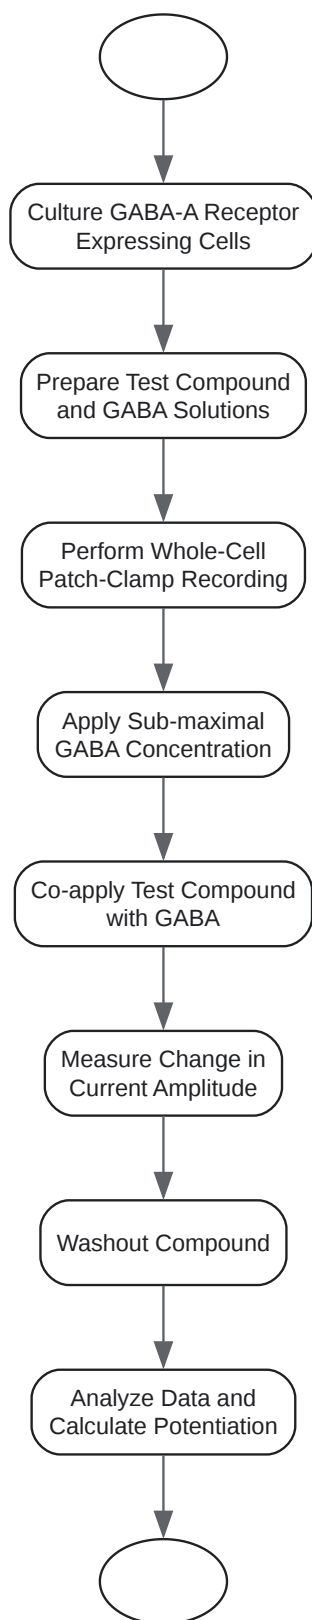 Culture GABA-A Receptor
Expressing Cells
Prepare Test Compound
and GABA Solutions
Perform Whole-Cell
Patch-Clamp Recording
Apply Sub-maximal
GABA Concentration
Co-apply Test Compound
with GABA
Measure Change in
Current Amplitude
Washout Compound
Analyze Data and
Calculate Potentiation